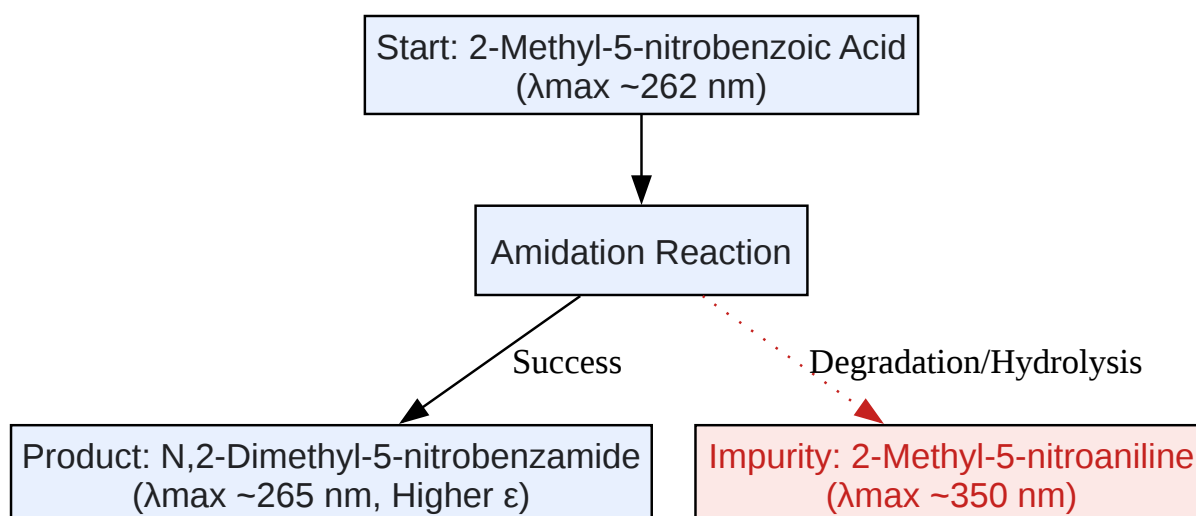 Start: 2-Methyl-5-nitrobenzoic Acid
(λmax ~262 nm)
Amidation Reaction
Success
Degradation/Hydrolysis
Product: N,2-Dimethyl-5-nitrobenzamide
(λmax ~265 nm, Higher ε)
Impurity: 2-Methyl-5-nitroaniline
(λmax ~350 nm)